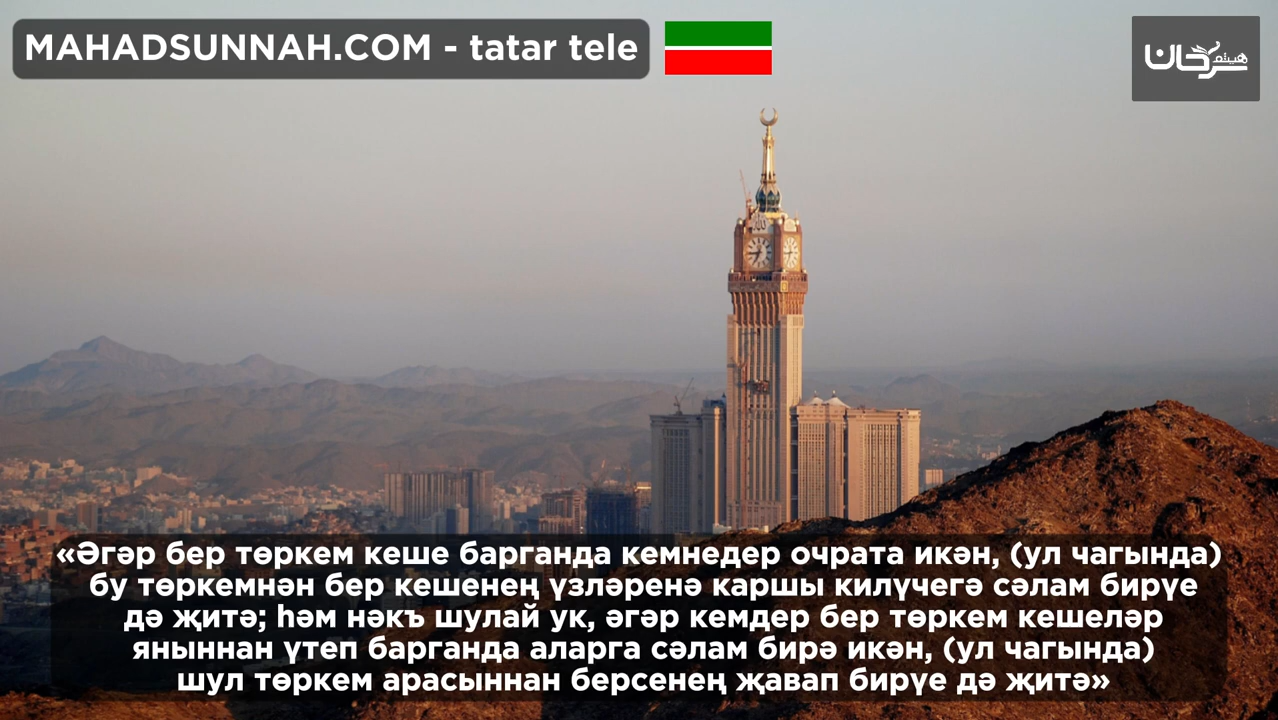 MAHADSUNNAH.COM - tatar tele
هيثم سرحان
«Әгәр бер төркем кеше барганда кемнедер очрата икән, (ул чагында)
бу төркемнән бер кешенең үзләренә каршы килүчегә сәлам бирүе
дә җитә; һәм нәкъ шулай ук, әгәр кемдер бер төркем кешеләр
яныннан үтеп барганда аларга сәлам бирә икән, (ул чагында)
шул төркем арасыннан берсенең җавап бирүе дә җитә»